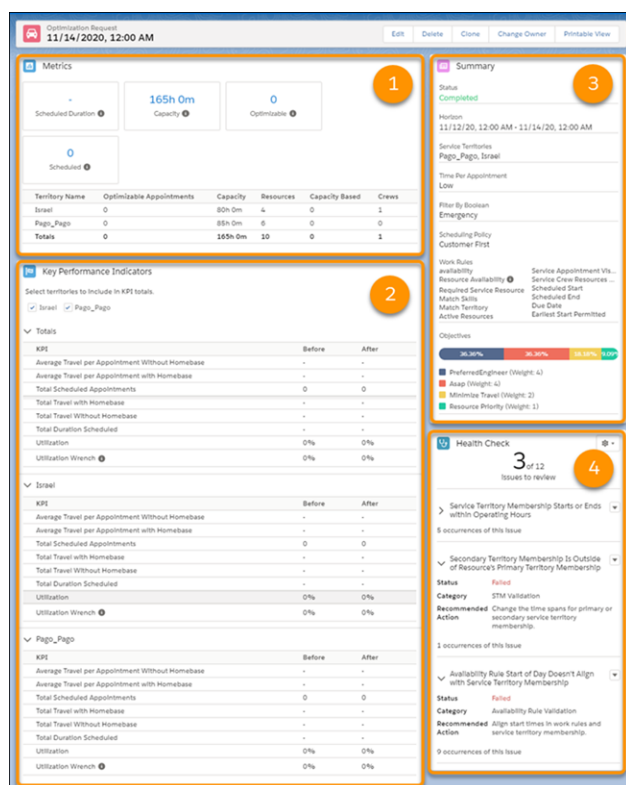 Optimization Request
11/14/2020, 12:00 AM
Edit
Delete
Clone
Change Owner
Printable View
Metrics
1
-
Scheduled Duration
165h 0m
Capacity
0
Optimizable
0
Scheduled
Territory Name Optimizable Appointments Capacity Resources Capacity Based Crews
Israel 0 80h 0m 4 0 1
Pago_Pago 0 85h 0m 6 0 0
Totals 0 165h 0m 10 0 1
Key Performance Indicators
2
Select territories to include in KPI totals.
Israel Pago_Pago
Totals
KPI Before After
Average Travel per Appointment Without Homebase - -
Average Travel per Appointment with Homebase - -
Total Scheduled Appointments 0 0
Total Travel with Homebase - -
Total Travel Without Homebase - -
Total Duration Scheduled - -
Utilization 0% 0%
Utilization Wrench 0% 0%
Israel
KPI Before After
Average Travel per Appointment Without Homebase - -
Average Travel per Appointment with Homebase - -
Total Scheduled Appointments 0 0
Total Travel with Homebase - -
Total Travel Without Homebase - -
Total Duration Scheduled - -
Utilization 0% 0%
Utilization Wrench 0% 0%
Pago_Pago
KPI Before After
Average Travel per Appointment Without Homebase - -
Average Travel per Appointment with Homebase - -
Total Scheduled Appointments 0 0
Total Travel with Homebase - -
Total Travel Without Homebase - -
Total Duration Scheduled - -
Utilization 0% 0%
Utilization Wrench 0% 0%
Summary
3
Status
Completed
Horizon
11/12/20, 12:00 AM - 11/14/20, 12:00 AM
Service Territories
Pago_Pago, Israel
Time Per Appointment
Low
Filter By Boolean
Emergency
Scheduling Policy
Customer First
Work Rules
availability
Resource Availability
Required Service Resource
Match Skills
Match Territory
Active Resources
Service Appointment Vis...
Service Crew Resources ...
Scheduled Start
Scheduled End
Due Date
Earliest Start Permitted
Objectives
36.36% 36.36% 18.18% 9.09%
PreferredEngineer (Weight: 4)
Asap (Weight: 4)
Minimize Travel (Weight: 2)
Resource Priority (Weight: 1)
Health Check
4
3 of 12
Issues to review
Service Territory Membership Starts or Ends
within Operating Hours
5 occurrences of this issue
Secondary Territory Membership Is Outside
of Resource's Primary Territory Membership
Status Failed
Category STM Validation
Recommended Action Change the time spans for primary or
secondary service territory
membership.
1 occurrences of this issue
Availability Rule Start of Day Doesn't Align
with Service Territory Membership
Status Failed
Category Availability Rule Validation
Recommended Action Align start times in work rules and
service territory membership.
9 occurrences of this issue